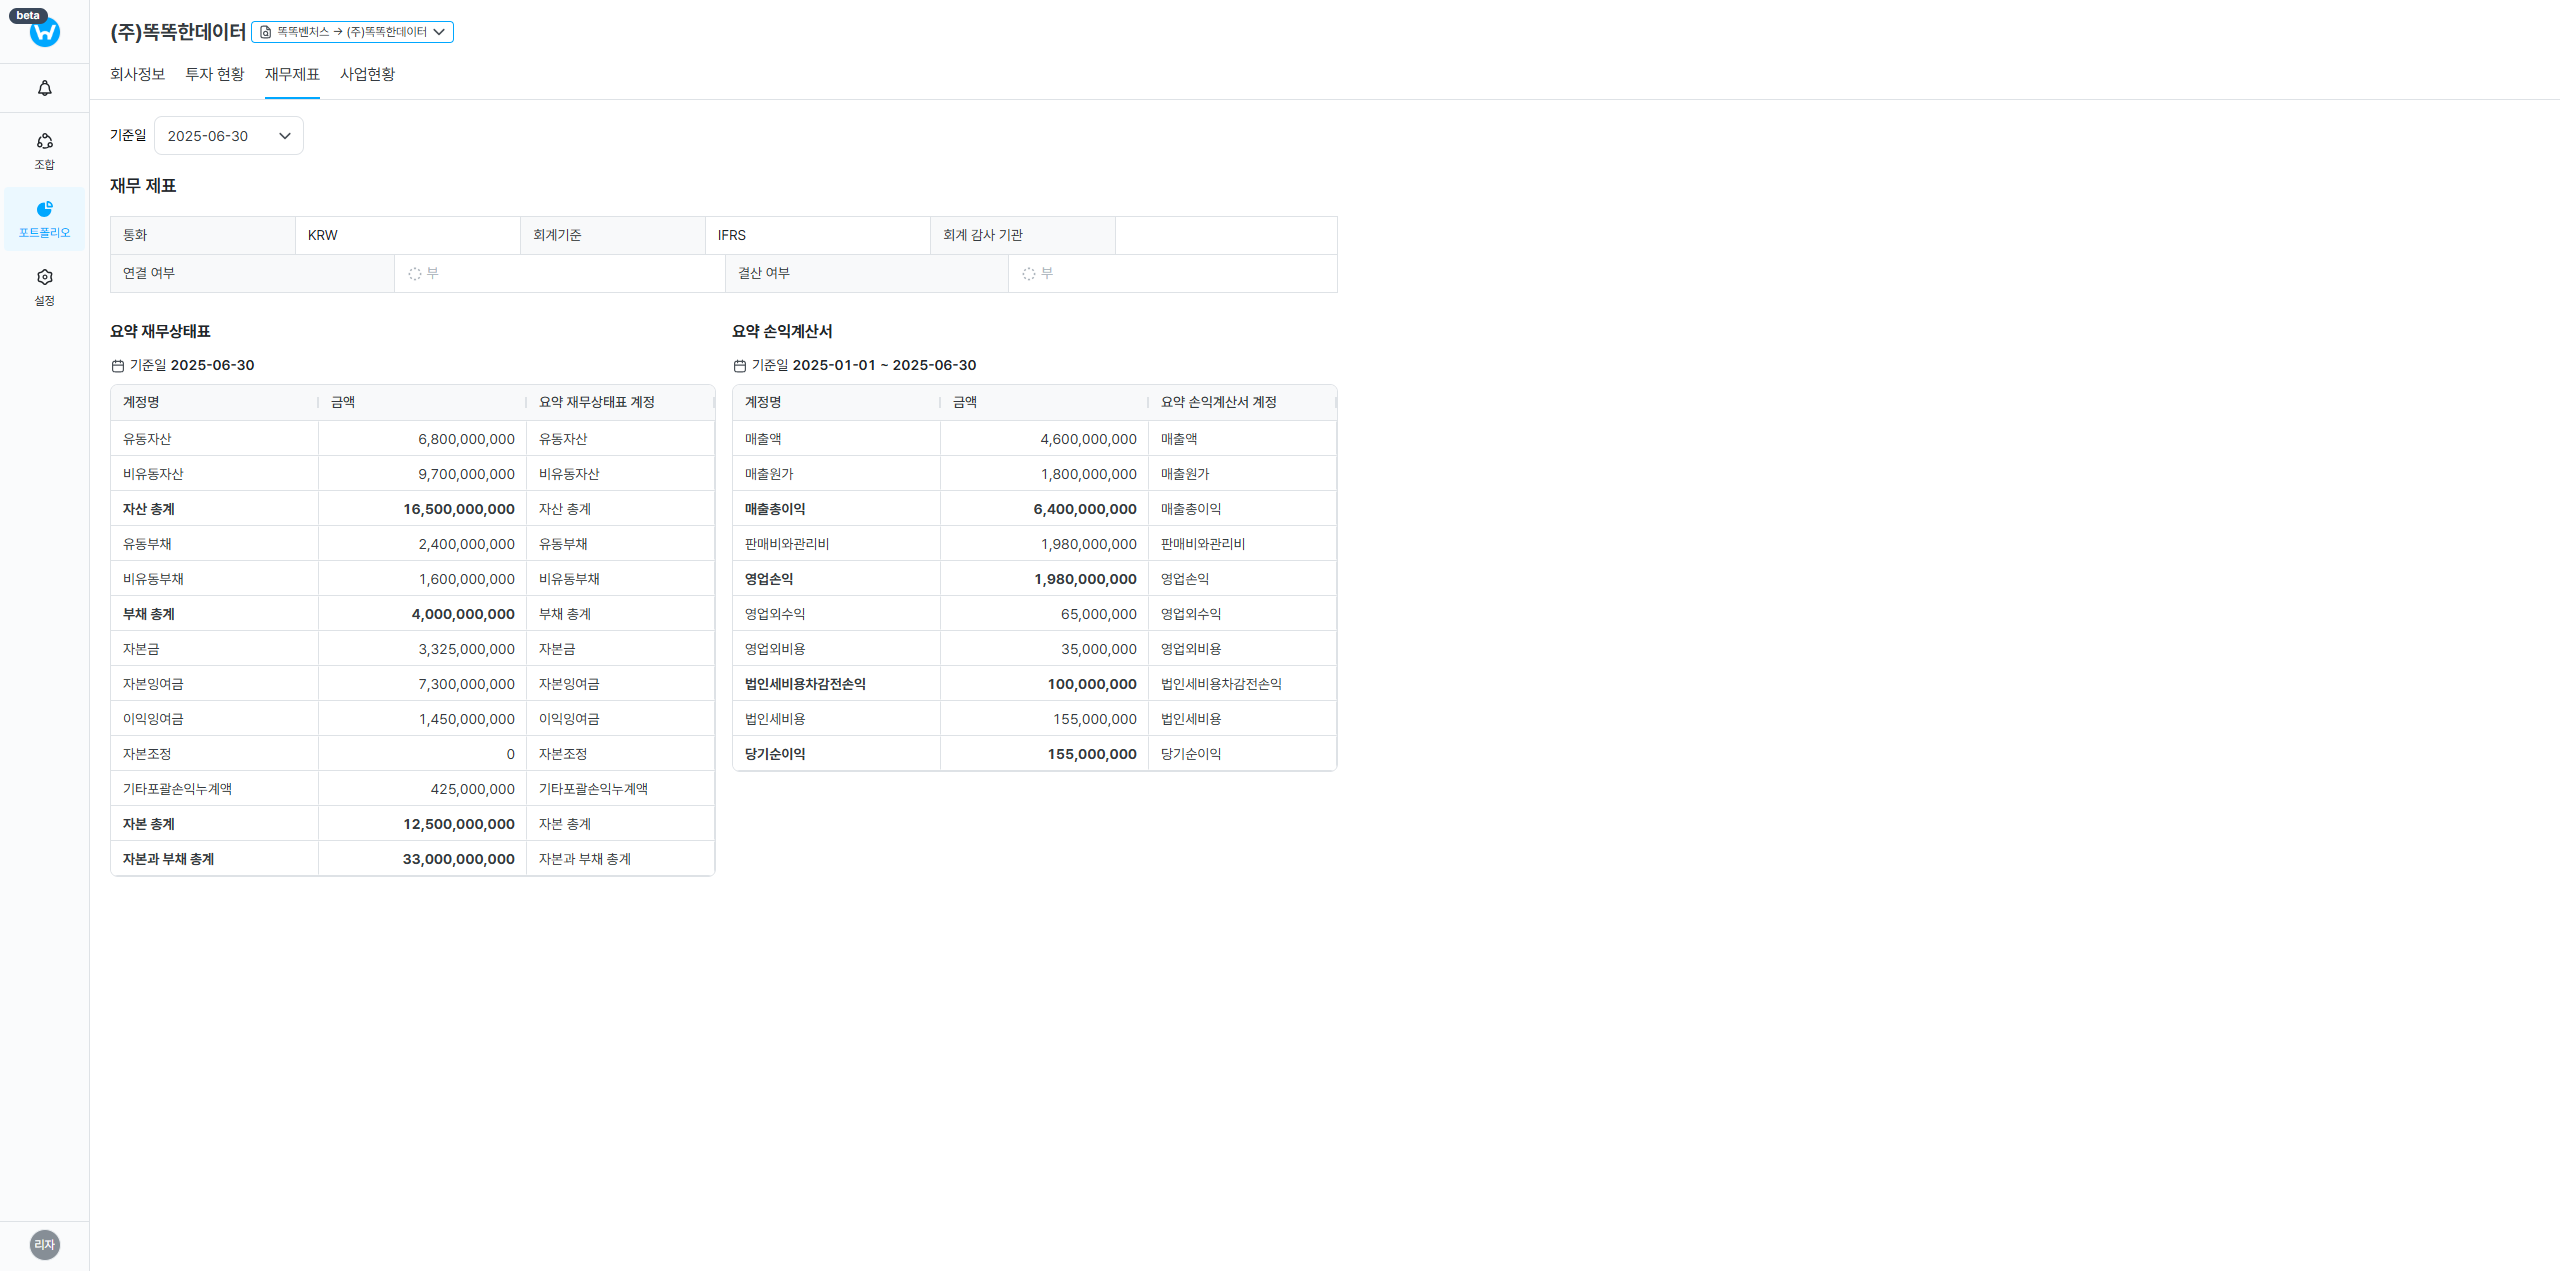 beta
(주)똑똑한데이터
똑똑벤처스 → (주)똑똑한데이터
회사정보 투자 현황 재무제표 사업현황
조합
포트폴리오
설정
리자
기준일 2025-06-30
재무 제표
통화 KRW 회계기준 IFRS 회계 감사 기관
연결 여부 부 결산 여부 부
요약 재무상태표
기준일 2025-06-30
계정명 금액 요약 재무상태표 계정
유동자산 6,800,000,000 유동자산
비유동자산 9,700,000,000 비유동자산
자산 총계 16,500,000,000 자산 총계
유동부채 2,400,000,000 유동부채
비유동부채 1,600,000,000 비유동부채
부채 총계 4,000,000,000 부채 총계
자본금 3,325,000,000 자본금
자본잉여금 7,300,000,000 자본잉여금
이익잉여금 1,450,000,000 이익잉여금
자본조정 0 자본조정
기타포괄손익누계액 425,000,000 기타포괄손익누계액
자본 총계 12,500,000,000 자본 총계
자본과 부채 총계 33,000,000,000 자본과 부채 총계
요약 손익계산서
기준일 2025-01-01 ~ 2025-06-30
계정명 금액 요약 손익계산서 계정
매출액 4,600,000,000 매출액
매출원가 1,800,000,000 매출원가
매출총이익 6,400,000,000 매출총이익
판매비와관리비 1,980,000,000 판매비와관리비
영업손익 1,980,000,000 영업손익
영업외수익 65,000,000 영업외수익
영업외비용 35,000,000 영업외비용
법인세비용차감전손익 100,000,000 법인세비용차감전손익
법인세비용 155,000,000 법인세비용
당기순이익 155,000,000 당기순이익